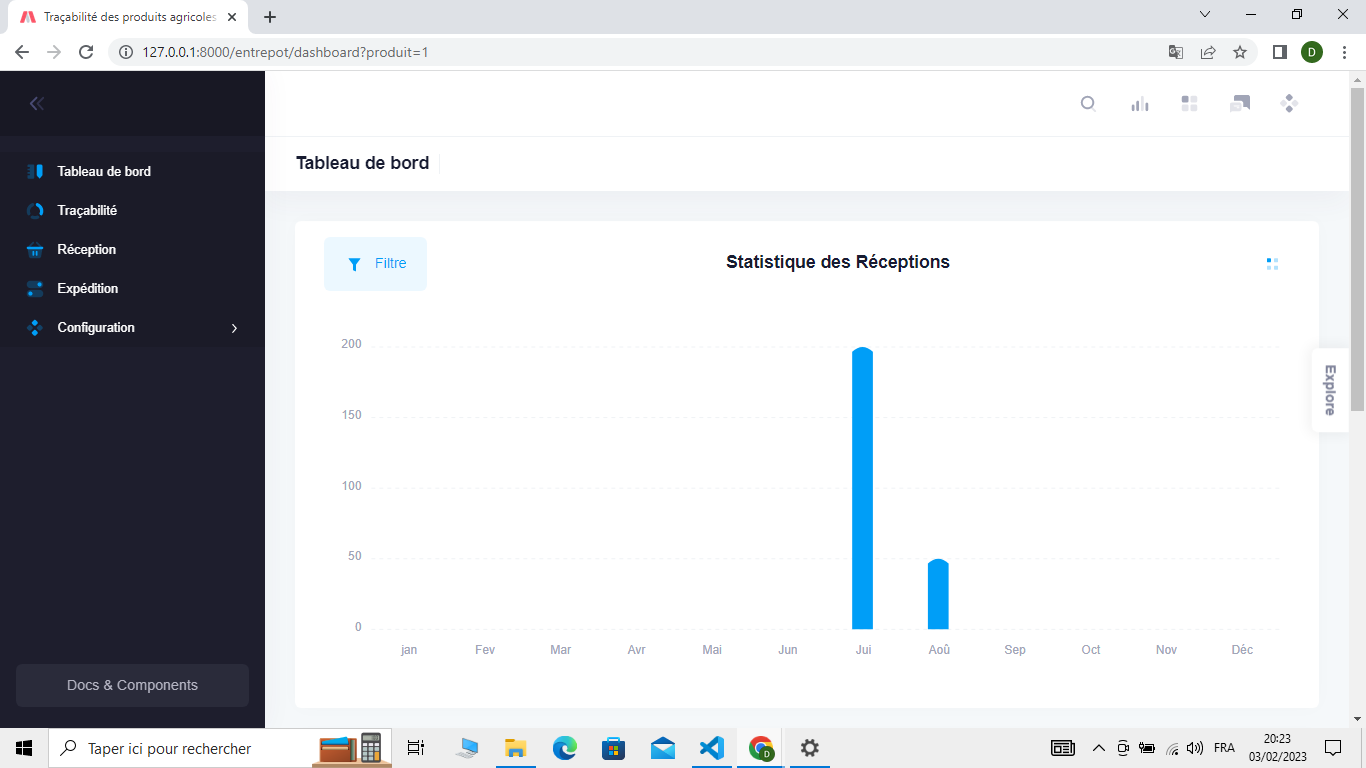 Traçabilité des produits agricoles
127.0.0.1:8000/entrepot/dashboard?produit=1
D
Tableau de bord
Tableau de bord
Traçabilité
Réception
Expédition
Configuration
Filtre
Statistique des Réceptions
Explore
200
150
100
50
0
jan Fev Mar Avr Mai Jun Jui Aoû Sep Oct Nov Déc
Docs & Components
Taper ici pour rechercher
D
FRA
20:23
03/02/2023